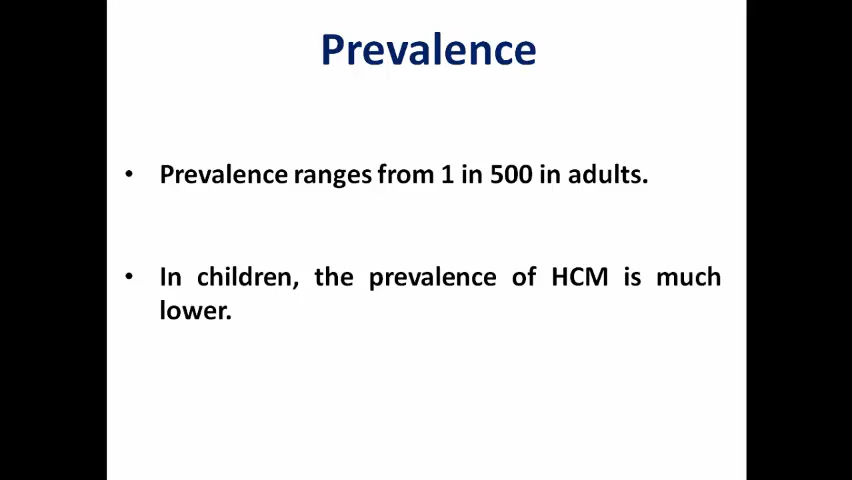 Prevalence
• Prevalence ranges from 1 in 500 in adults.
• In children, the prevalence of HCM is much
lower.